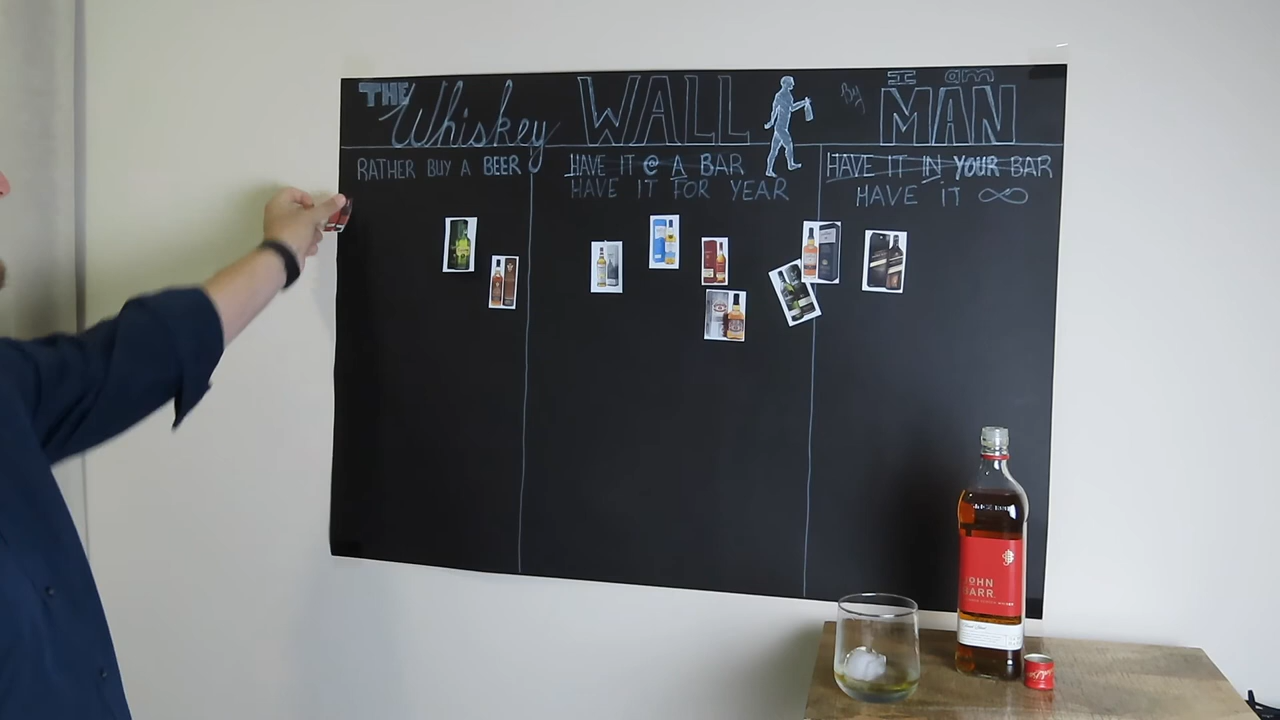 THE Whiskey WALL By I am MAN
RATHER BUY A BEER
HAVE IT @ A BAR
HAVE IT FOR YEAR
HAVE IT IN YOUR BAR
HAVE IT ∞
JOHN
BARR